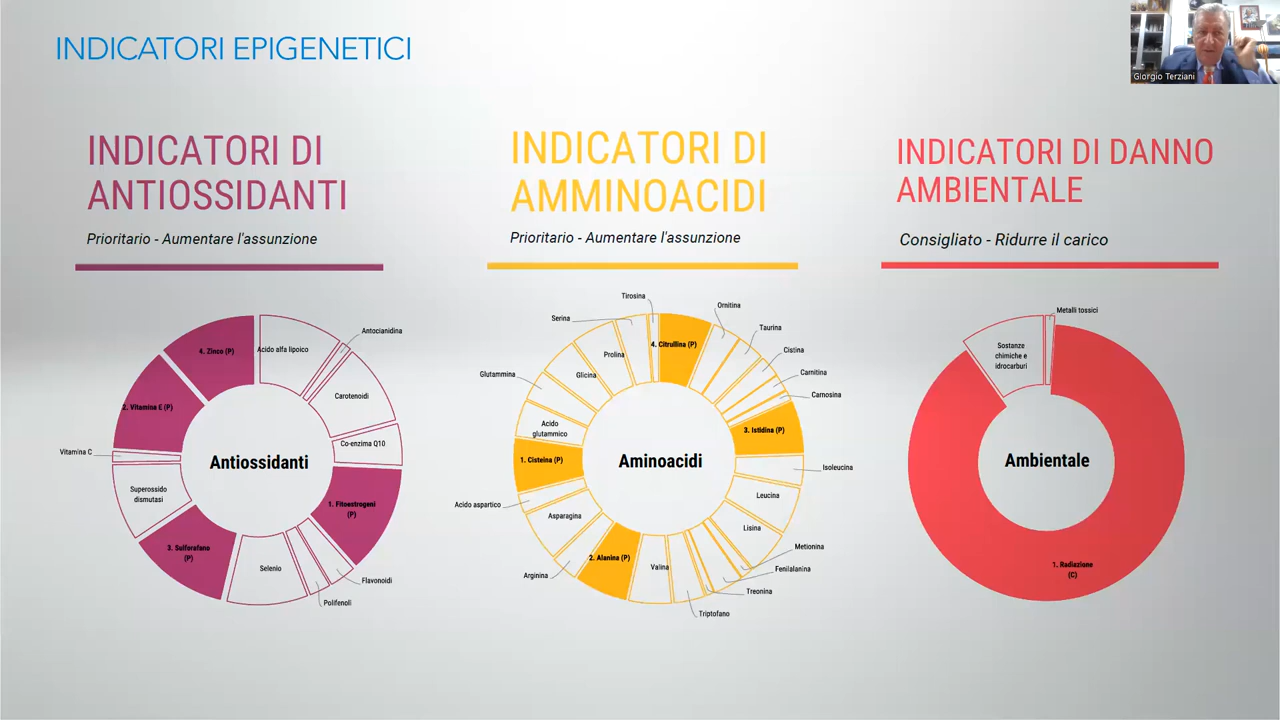 INDICATORI EPIGENETICI
Giorgio Terziani
INDICATORI DI
ANTIOSSIDANTI
Prioritario - Aumentare l'assunzione
INDICATORI DI
AMMINOACIDI
Prioritario - Aumentare l'assunzione
INDICATORI DI DANNO
AMBIENTALE
Consigliato - Ridurre il carico
4. Zinco (P)
Acido alfa lipoico
Antocianidina
Carotenoidi
Co-enzima Q10
1. Fitoestrogeni
(P)
Flavonoidi
Polifenoli
Selenio
3. Sulforafano
(P)
Superossido
dismutasi
Vitamina C
2. Vitamina E (P)
Antiossidanti
Tirosina
4. Citrullina (P)
Ornitina
Taurina
Cistina
Carnitina
Carnosina
3. Istidina (P)
Isoleucina
Leucina
Lisina
Metionina
Fenilalanina
Treonina
Triptofano
Valina
2. Alanina (P)
Arginina
Asparagina
Acido aspartico
1. Cisteina (P)
Acido
glutammico
Glutammina
Glicina
Prolina
Serina
Aminoacidi
Metalli tossici
Sostanze
chimiche e
idrocarburi
Ambientale
1. Radiazione
(C)